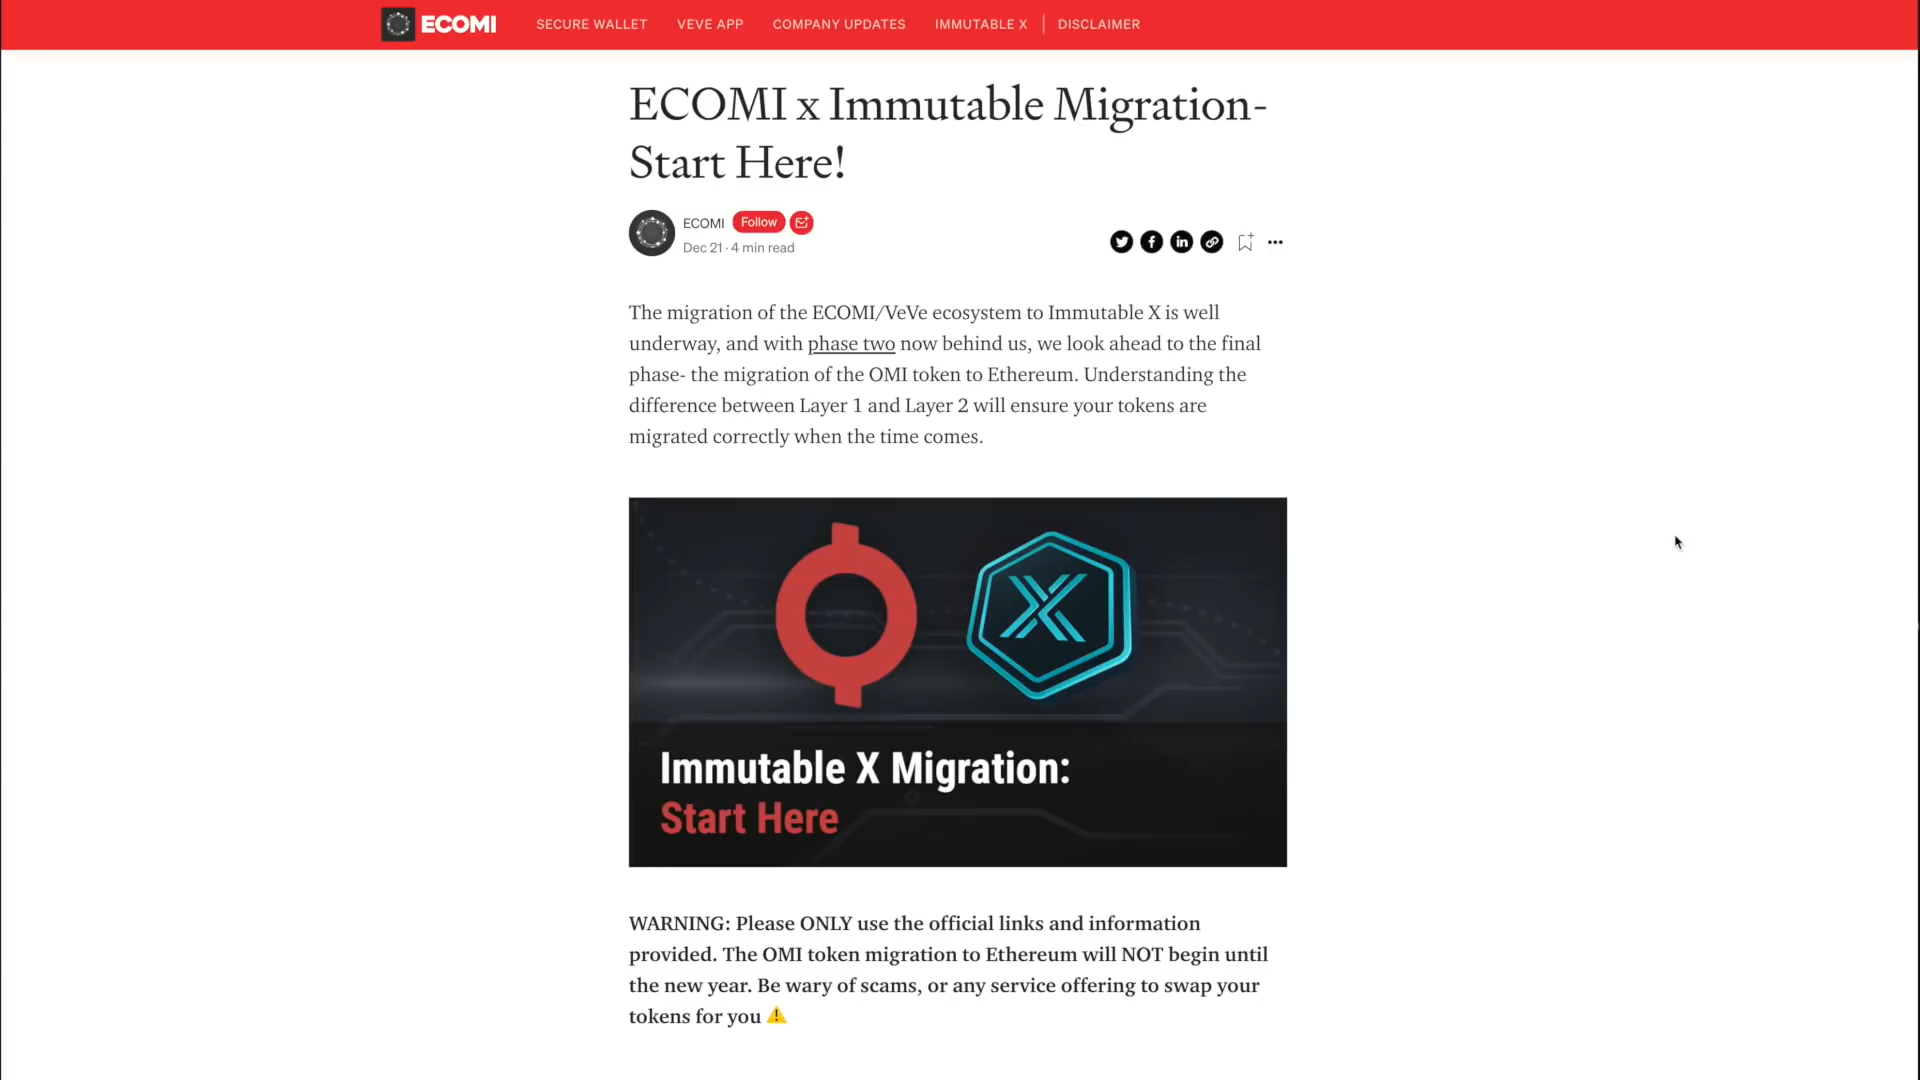 ECOMI SECURE WALLET VEVE APP COMPANY UPDATES IMMUTABLE X DISCLAIMER
ECOMI x Immutable Migration-
Start Here!
ECOMI Follow
Dec 21 · 4 min read
The migration of the ECOMI/VeVe ecosystem to Immutable X is well
underway, and with phase two now behind us, we look ahead to the final
phase- the migration of the OMI token to Ethereum. Understanding the
difference between Layer 1 and Layer 2 will ensure your tokens are
migrated correctly when the time comes.
Immutable X Migration:
Start Here
WARNING: Please ONLY use the official links and information
provided. The OMI token migration to Ethereum will NOT begin until
the new year. Be wary of scams, or any service offering to swap your
tokens for you ⚠️